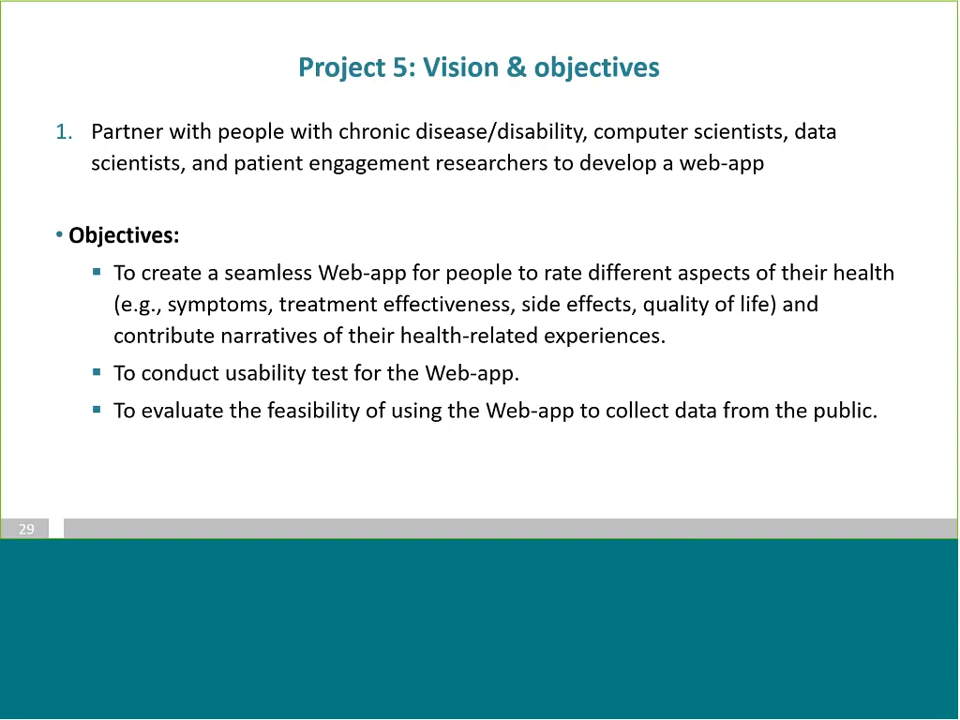 Project 5: Vision & objectives
1. Partner with people with chronic disease/disability, computer scientists, data
scientists, and patient engagement researchers to develop a web-app
• Objectives:
▪ To create a seamless Web-app for people to rate different aspects of their health
(e.g., symptoms, treatment effectiveness, side effects, quality of life) and
contribute narratives of their health-related experiences.
▪ To conduct usability test for the Web-app.
▪ To evaluate the feasibility of using the Web-app to collect data from the public.
29